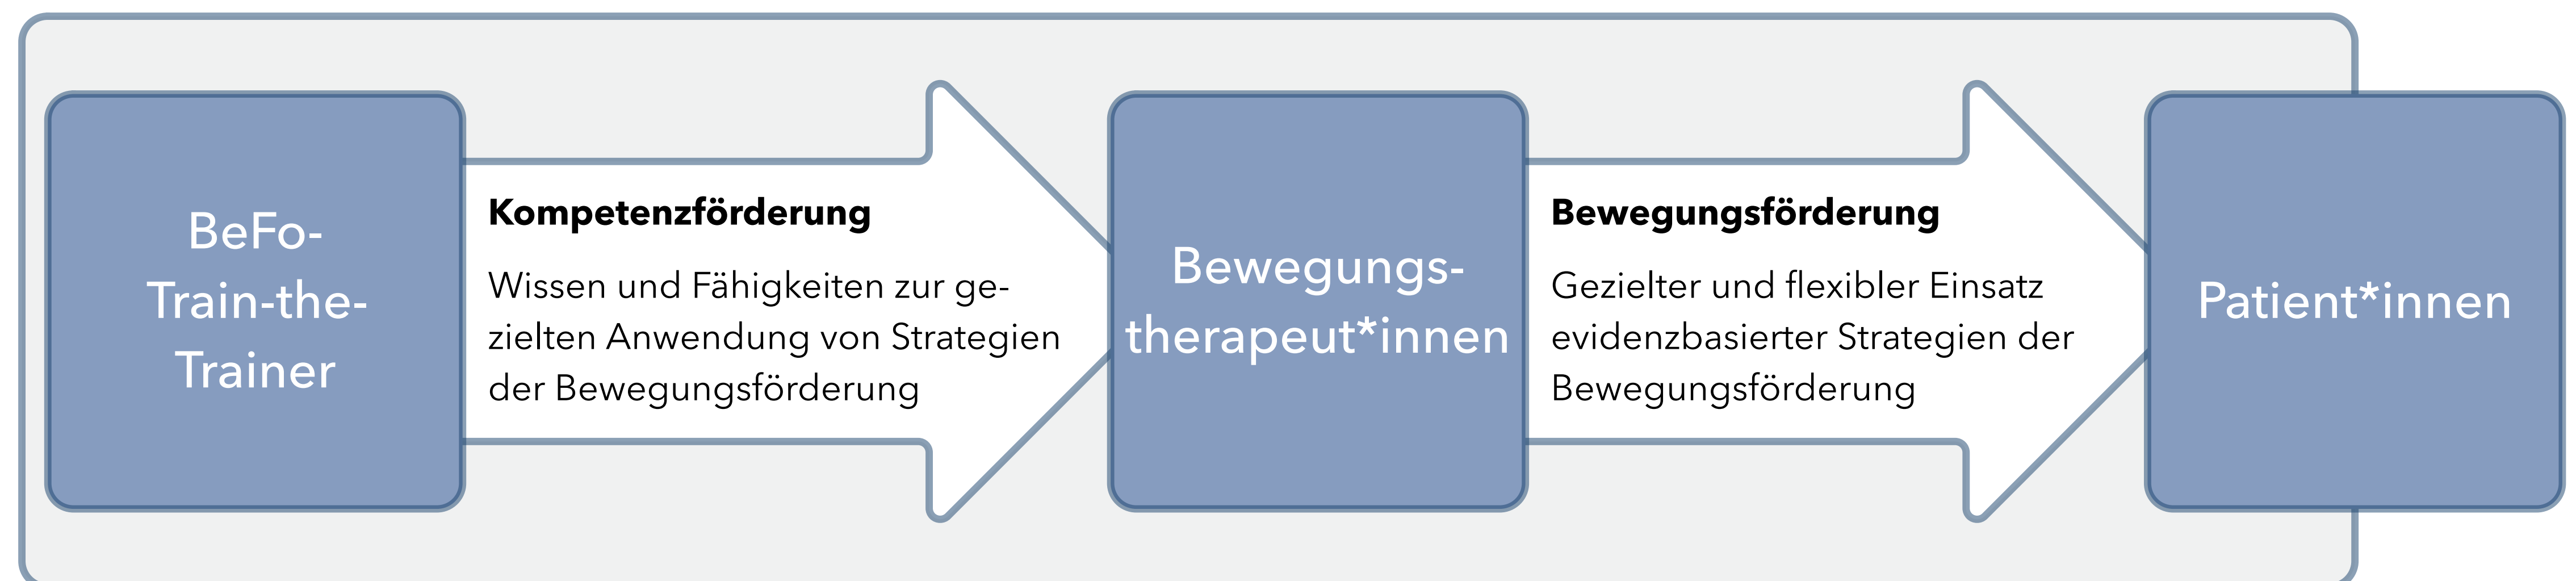 BeFo-
Train-the-
Trainer
Kompetenzförderung
Wissen und Fähigkeiten zur ge-
zielten Anwendung von Strategien
der Bewegungsförderung
Bewegungs-
therapeut*innen
Bewegungsförderung
Gezielter und flexibler Einsatz
evidenzbasierter Strategien der
Bewegungsförderung
Patient*innen